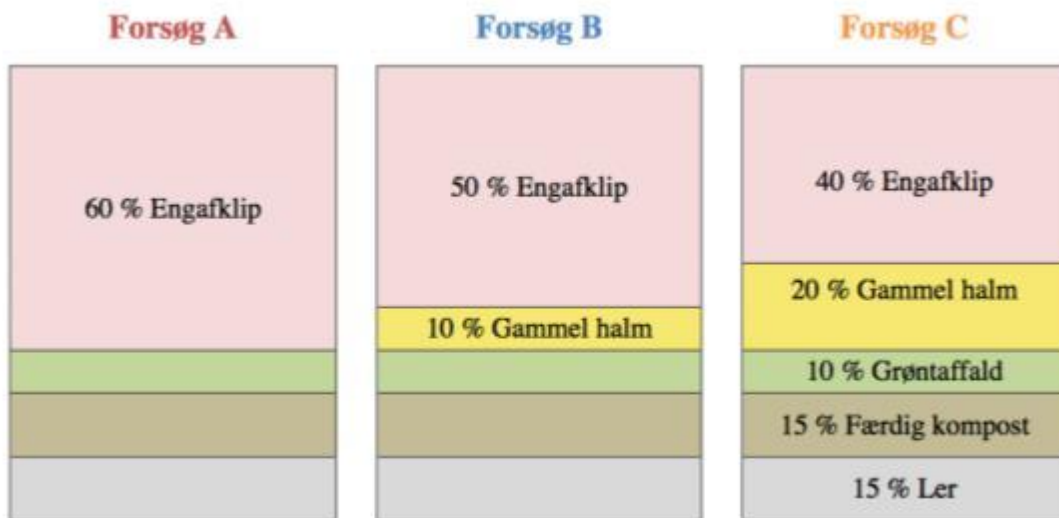 Forsøg A
Forsøg B
Forsøg C
60 % Engafklip
50 % Engafklip
40 % Engafklip
10 % Gammel halm
20 % Gammel halm
10 % Grøntaffald
15 % Færdig kompost
15 % Ler